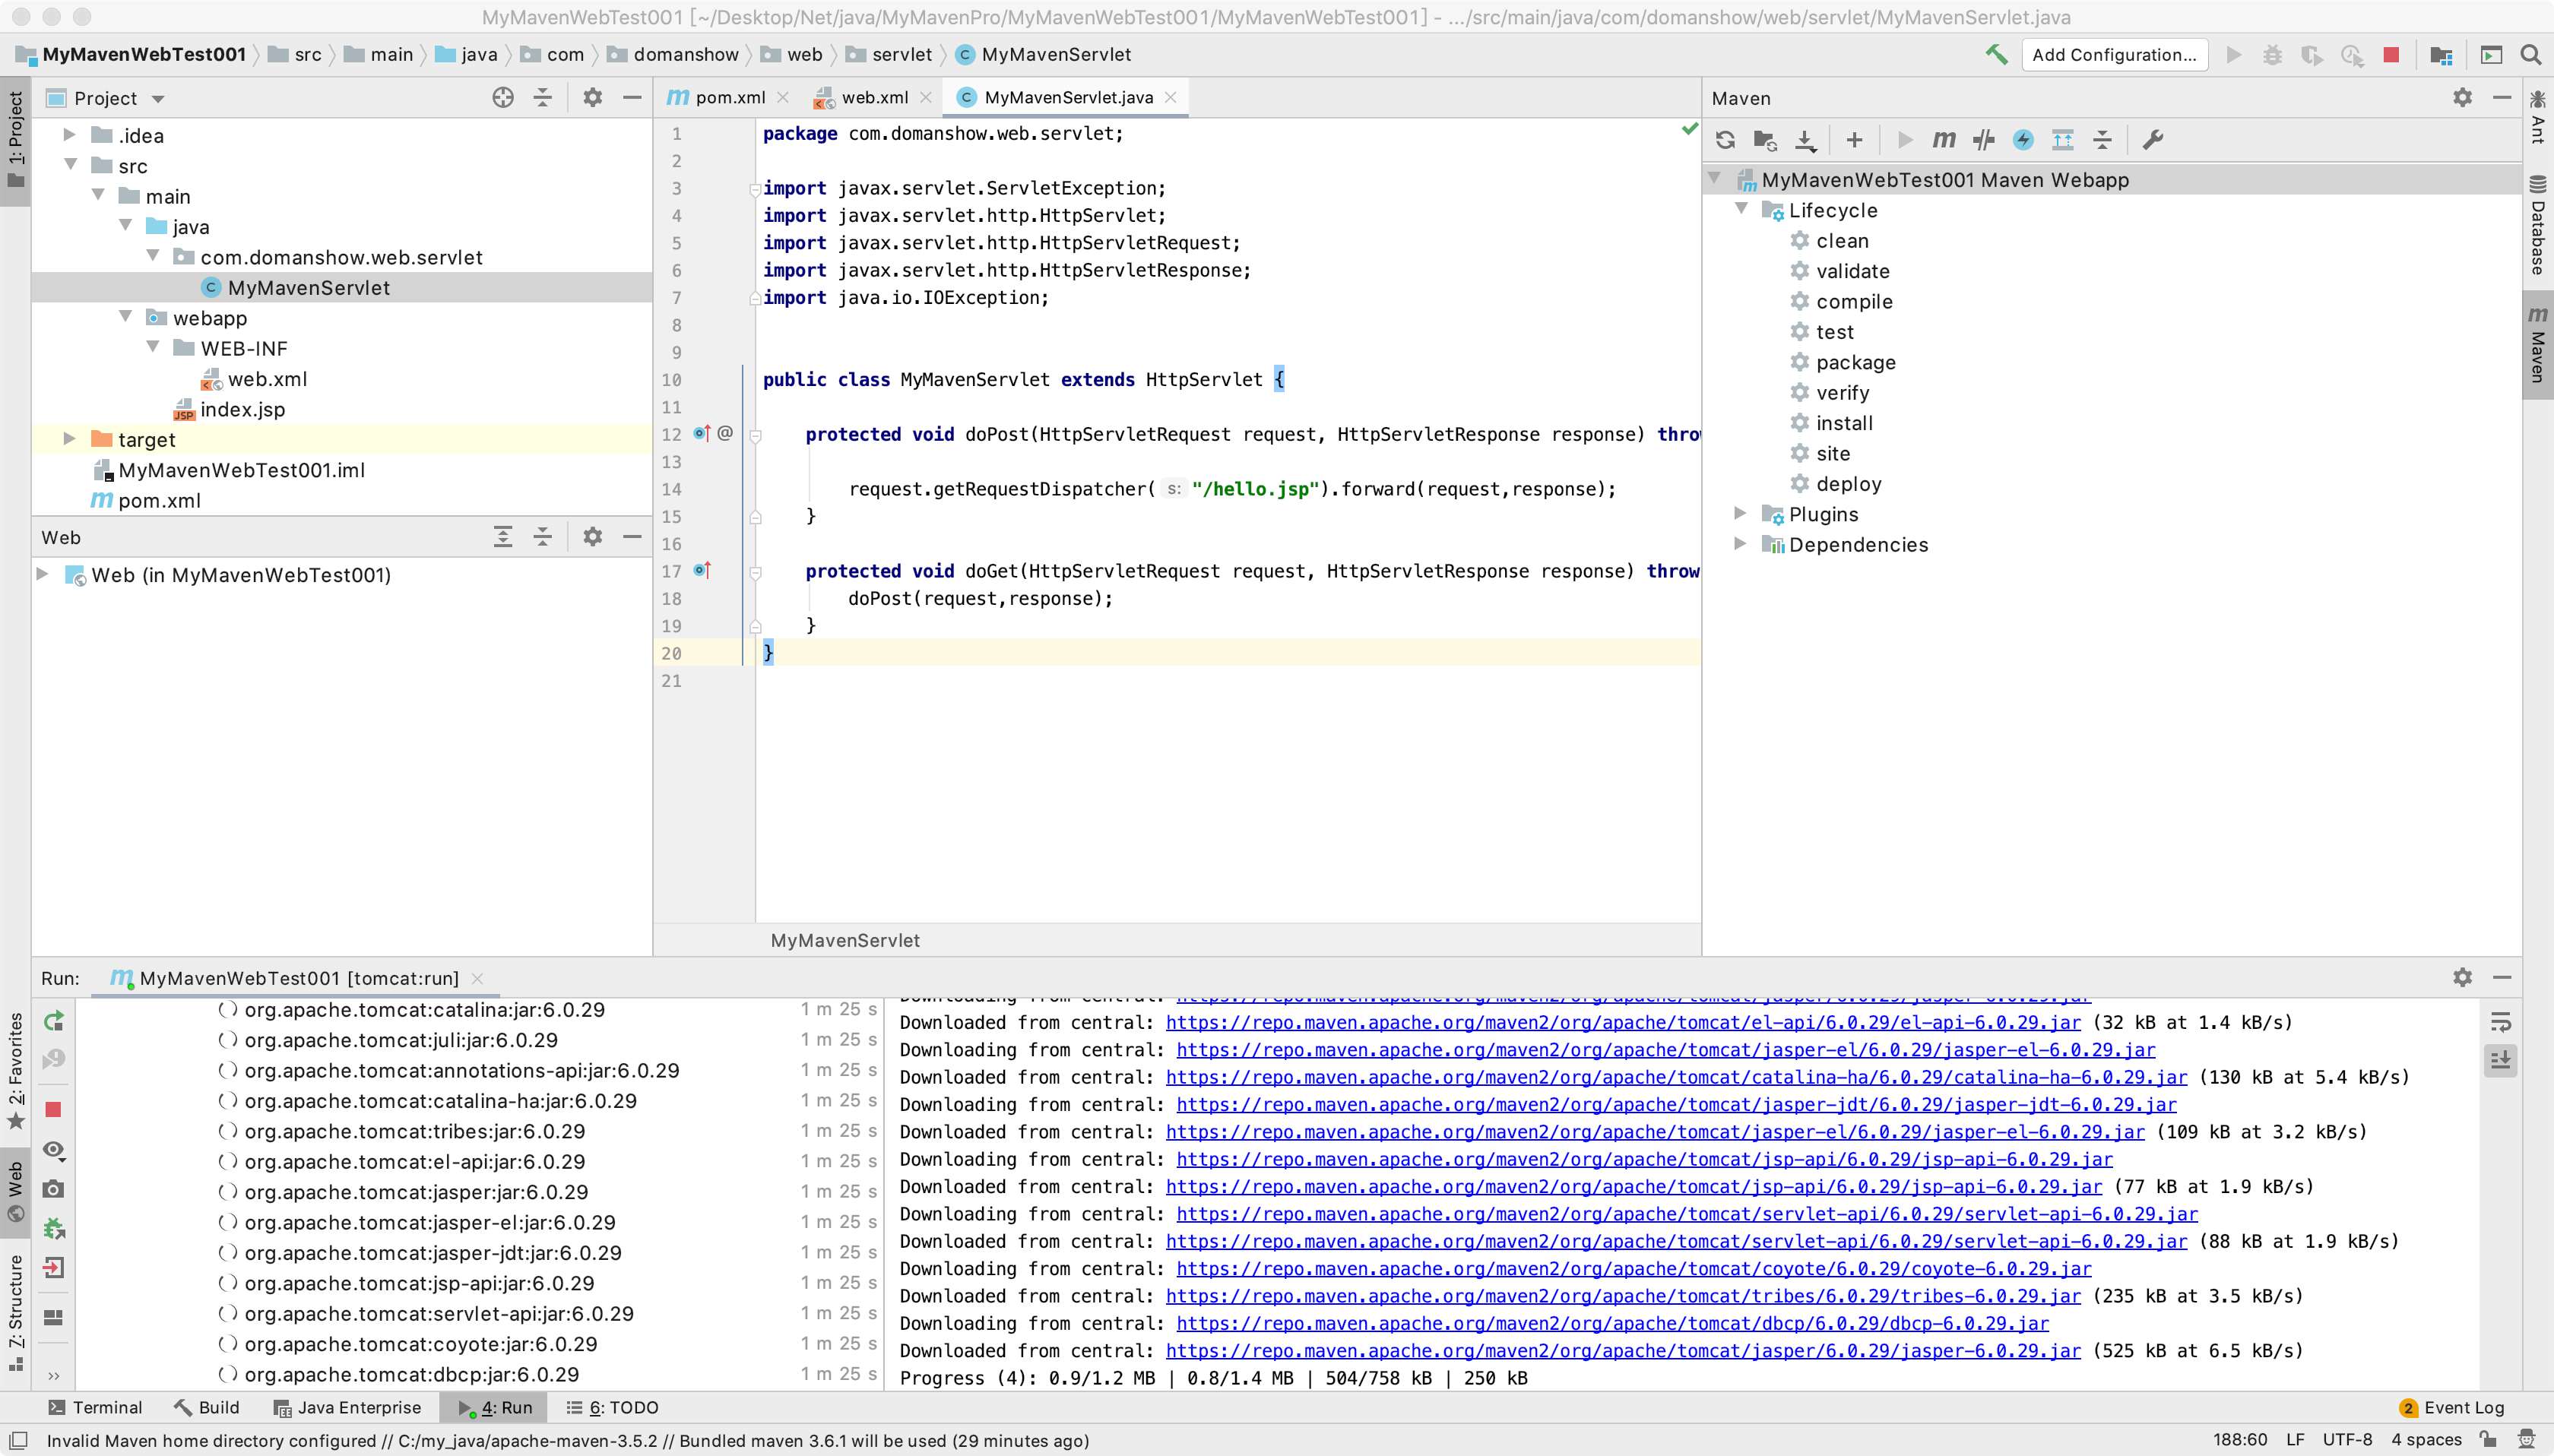 MyMavenWebTest001 [~/Desktop/Net/java/MyMavenPro/MyMavenWebTest001/MyMavenWebTest001] - .../src/main/java/com/domanshow/web/servlet/MyMavenServlet.java
MyMavenWebTest001 src main java com domanshow web servlet MyMavenServlet
Add Configuration...
1: Project
Project
.idea
src
main
java
com.domanshow.web.servlet
MyMavenServlet
webapp
WEB-INF
web.xml
index.jsp
target
MyMavenWebTest001.iml
pom.xml
Web
Web (in MyMavenWebTest001)
pom.xml web.xml MyMavenServlet.java
1 package com.domanshow.web.servlet;
2
3 import javax.servlet.ServletException;
4 import javax.servlet.http.HttpServlet;
5 import javax.servlet.http.HttpServletRequest;
6 import javax.servlet.http.HttpServletResponse;
7 import java.io.IOException;
8
9
10 public class MyMavenServlet extends HttpServlet {
11
12 @ protected void doPost(HttpServletRequest request, HttpServletResponse response) thro
13
14 request.getRequestDispatcher( s: "/hello.jsp").forward(request,response);
15 }
16
17 protected void doGet(HttpServletRequest request, HttpServletResponse response) throw
18 doPost(request,response);
19 }
20 }
21
MyMavenServlet
Maven
MyMavenWebTest001 Maven Webapp
Lifecycle
clean
validate
compile
test
package
verify
install
site
deploy
Plugins
Dependencies
Ant
Database
Maven
Run: MyMavenWebTest001 [tomcat:run]
2: Favorites
Web
Z: Structure
org.apache.tomcat:catalina:jar:6.0.29 1 m 25 s
org.apache.tomcat:juli:jar:6.0.29 1 m 25 s
org.apache.tomcat:annotations-api:jar:6.0.29 1 m 25 s
org.apache.tomcat:catalina-ha:jar:6.0.29 1 m 25 s
org.apache.tomcat:tribes:jar:6.0.29 1 m 25 s
org.apache.tomcat:el-api:jar:6.0.29 1 m 25 s
org.apache.tomcat:jasper:jar:6.0.29 1 m 25 s
org.apache.tomcat:jasper-el:jar:6.0.29 1 m 25 s
org.apache.tomcat:jasper-jdt:jar:6.0.29 1 m 25 s
org.apache.tomcat:jsp-api:jar:6.0.29 1 m 25 s
org.apache.tomcat:servlet-api:jar:6.0.29 1 m 25 s
org.apache.tomcat:coyote:jar:6.0.29 1 m 25 s
org.apache.tomcat:dbcp:jar:6.0.29 1 m 25 s
Downloading from central: https://repo.maven.apache.org/maven2/org/apache/tomcat/jasper/6.0.29/jasper-6.0.29.jar
Downloaded from central: https://repo.maven.apache.org/maven2/org/apache/tomcat/el-api/6.0.29/el-api-6.0.29.jar (32 kB at 1.4 kB/s)
Downloading from central: https://repo.maven.apache.org/maven2/org/apache/tomcat/jasper-el/6.0.29/jasper-el-6.0.29.jar
Downloaded from central: https://repo.maven.apache.org/maven2/org/apache/tomcat/catalina-ha/6.0.29/catalina-ha-6.0.29.jar (130 kB at 5.4 kB/s)
Downloading from central: https://repo.maven.apache.org/maven2/org/apache/tomcat/jasper-jdt/6.0.29/jasper-jdt-6.0.29.jar
Downloaded from central: https://repo.maven.apache.org/maven2/org/apache/tomcat/jasper-el/6.0.29/jasper-el-6.0.29.jar (109 kB at 3.2 kB/s)
Downloading from central: https://repo.maven.apache.org/maven2/org/apache/tomcat/jsp-api/6.0.29/jsp-api-6.0.29.jar
Downloaded from central: https://repo.maven.apache.org/maven2/org/apache/tomcat/jsp-api/6.0.29/jsp-api-6.0.29.jar (77 kB at 1.9 kB/s)
Downloading from central: https://repo.maven.apache.org/maven2/org/apache/tomcat/servlet-api/6.0.29/servlet-api-6.0.29.jar
Downloaded from central: https://repo.maven.apache.org/maven2/org/apache/tomcat/servlet-api/6.0.29/servlet-api-6.0.29.jar (88 kB at 1.9 kB/s)
Downloading from central: https://repo.maven.apache.org/maven2/org/apache/tomcat/coyote/6.0.29/coyote-6.0.29.jar
Downloaded from central: https://repo.maven.apache.org/maven2/org/apache/tomcat/tribes/6.0.29/tribes-6.0.29.jar (235 kB at 3.5 kB/s)
Downloading from central: https://repo.maven.apache.org/maven2/org/apache/tomcat/dbcp/6.0.29/dbcp-6.0.29.jar
Downloaded from central: https://repo.maven.apache.org/maven2/org/apache/tomcat/jasper/6.0.29/jasper-6.0.29.jar (525 kB at 6.5 kB/s)
Progress (4): 0.9/1.2 MB | 0.8/1.4 MB | 504/758 kB | 250 kB
Terminal Build Java Enterprise 4: Run 6: TODO 2 Event Log
Invalid Maven home directory configured // C:/my_java/apache-maven-3.5.2 // Bundled maven 3.6.1 will be used (29 minutes ago) 188:60 LF UTF-8 4 spaces